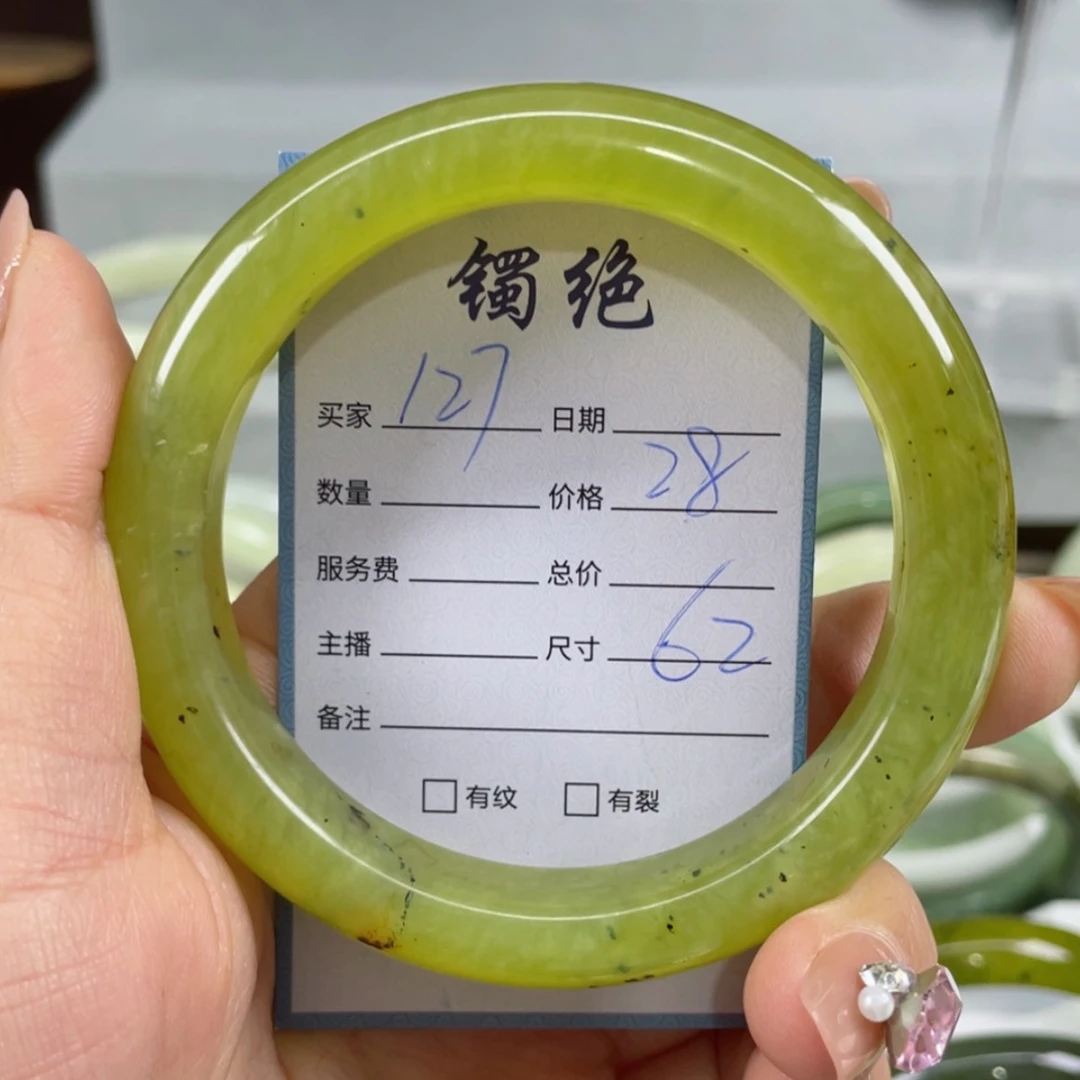 镯绝
买家 127 日期
数量 价格 28
服务费 总价
主播 尺寸 62
备注
有纹 有裂